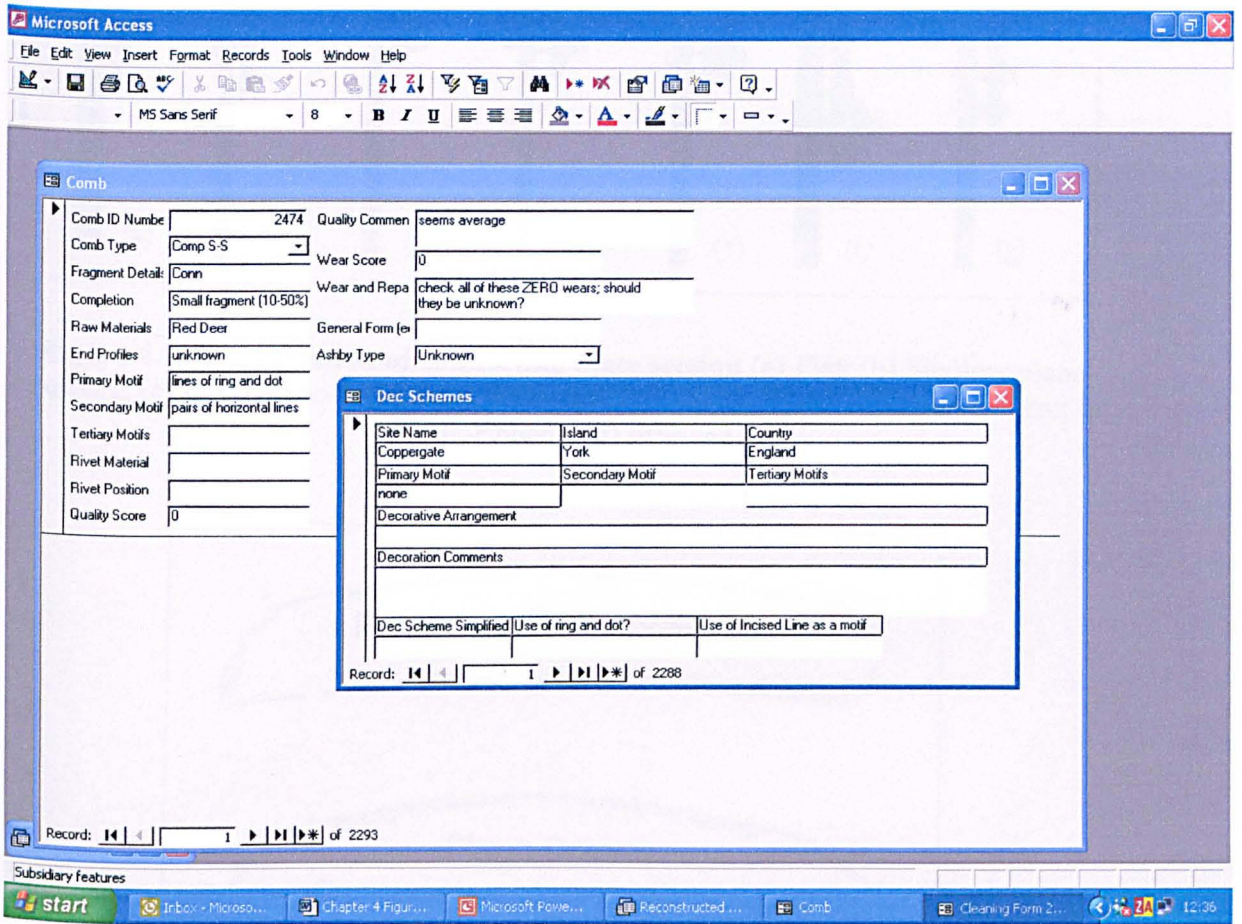 Microsoft Access
File Edit View Insert Format Records Tools Window Help
MS Sans Serif 8 B I U
Comb
Comb ID Numbe 2474 Quality Commen seems average
Comb Type Comp S-S
Wear Score 0
Fragment Detail: Conn
Wear and Repa check all of these ZERO wears; should
they be unknown?
Completion Small fragment (10-50%)
Raw Materials Red Deer General Form (e
End Profiles unknown Ashby Type Unknown
Primary Motif lines of ring and dot
Secondary Motif pairs of horizontal lines
Tertiary Motifs
Rivet Material
Rivet Position
Quality Score 0
Dec Schemes
Site Name Island Country
Coppergate York England
Primary Motif Secondary Motif Tertiary Motifs
none
Decorative Arrangement
Decoration Comments
Dec Scheme Simplified Use of ring and dot? Use of Incised Line as a motif
Record: 1 of 2288
Record: 1 of 2293
Subsidiary features
start Inbox - Microso... Chapter 4 Figur... Microsoft Powe... Reconstructed ... Comb Cleaning Form 2... ZA 12:36